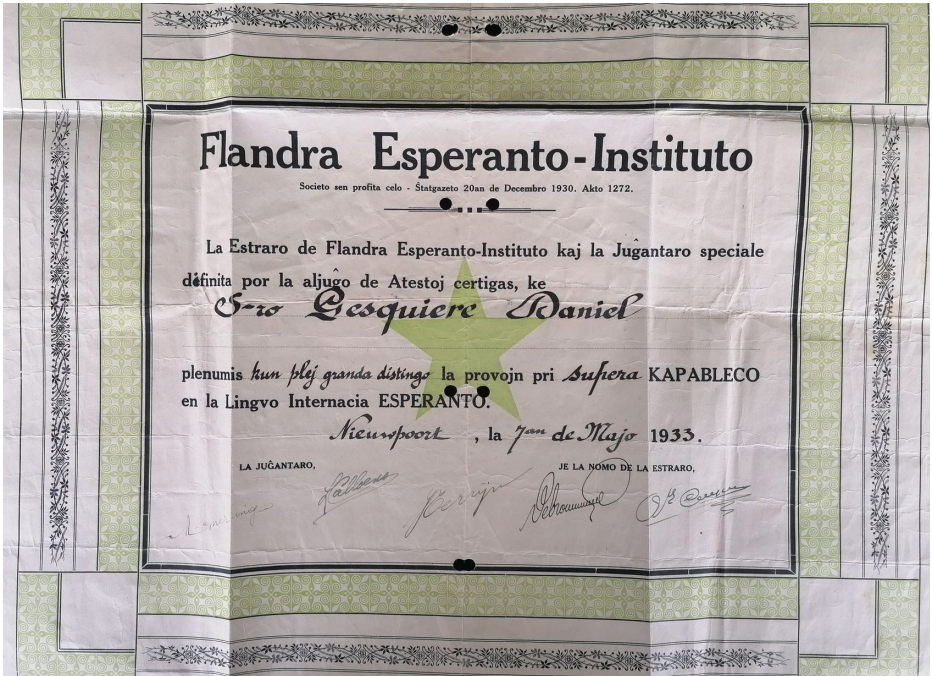 Flandra Esperanto-Instituto
Societo sen profita celo - Ŝtatgazeto 20an de Decembro 1930. Akto 1272.
La Estraro de Flandra Esperanto-Instituto kaj la Juĝantaro speciale
difinita por la aljuĝo de Atestoj certigas, ke
S-ro Gesquiere Daniel
plenumis kun plej granda distingo la provojn pri supera KAPABLECO
en la Lingvo Internacia ESPERANTO.
Nieuwpoort , la 7an de Majo 1933.
LA JUĜANTARO, JE LA NOMO DE LA ESTRARO,